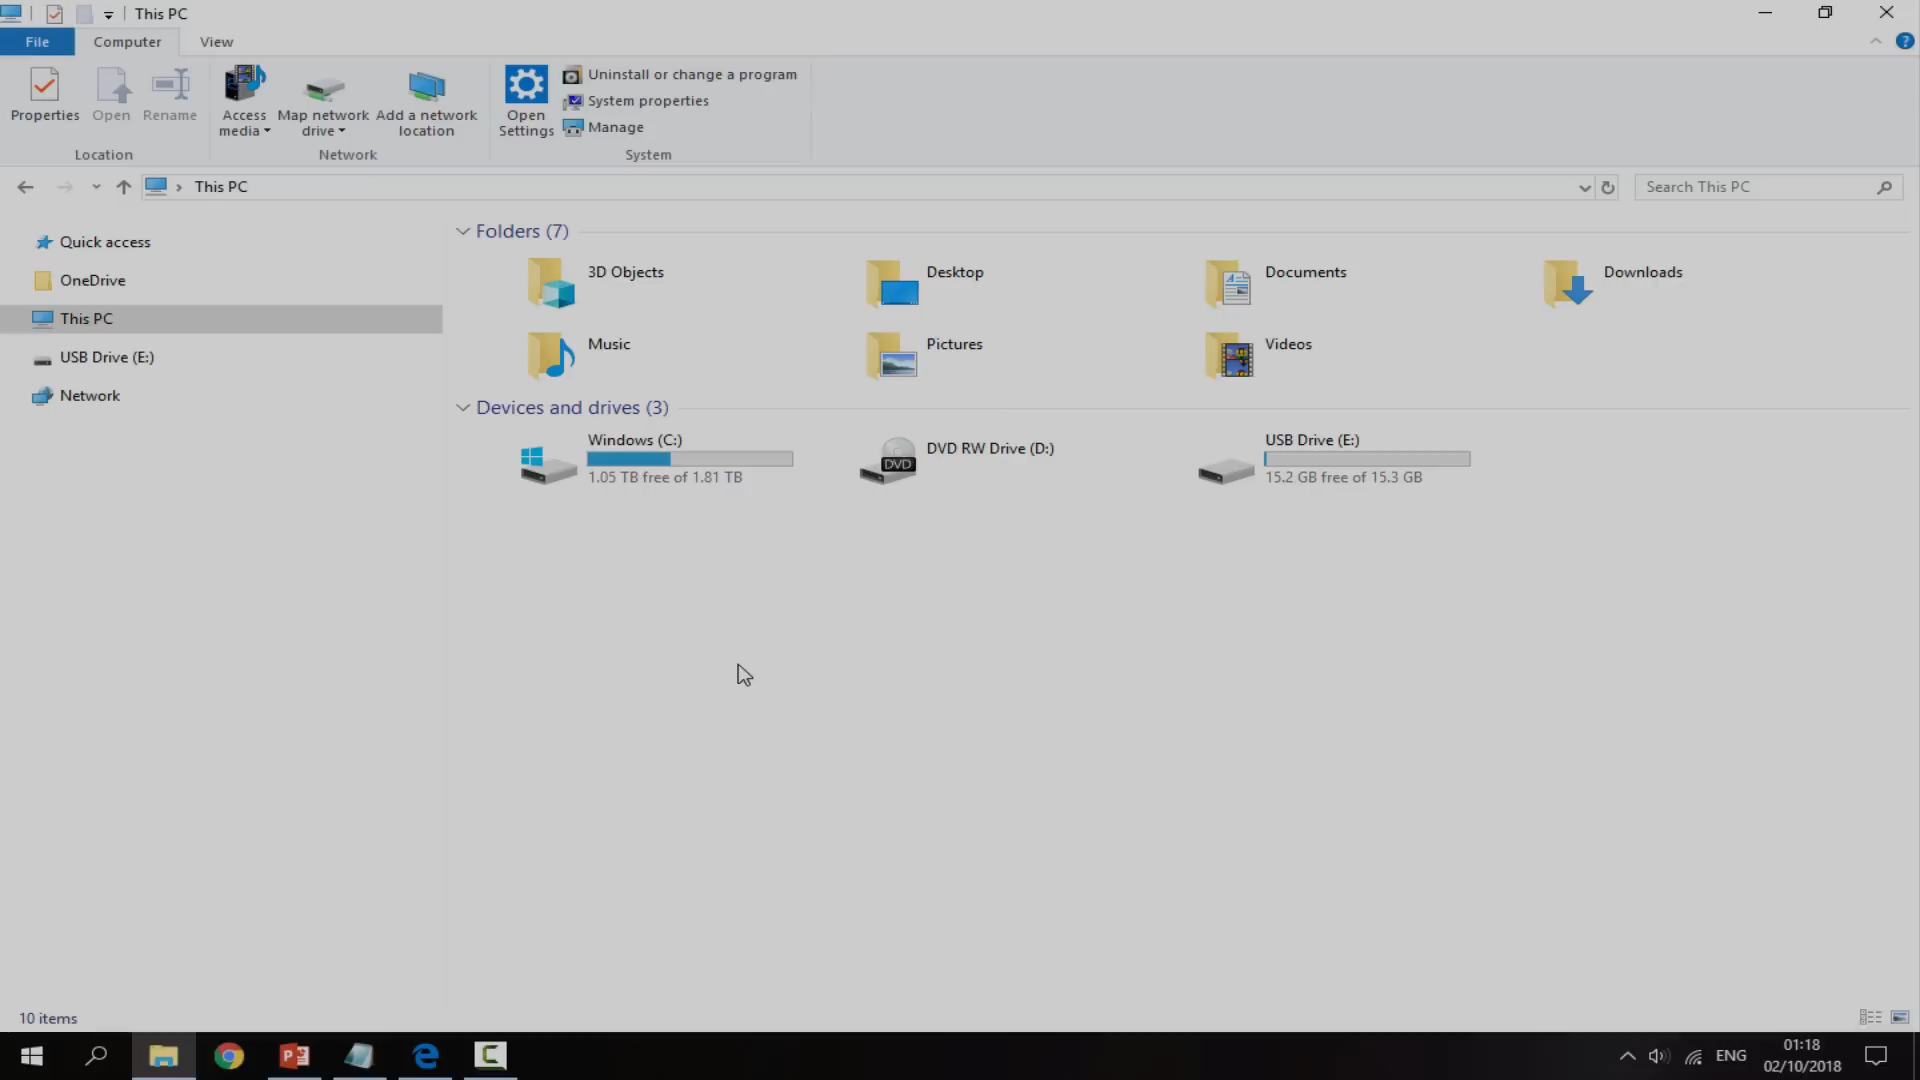 This PC
File
Computer
View
Properties
Open
Rename
Access media
Map network drive
Add a network location
Open Settings
Uninstall or change a program
System properties
Manage
Location
Network
System
This PC
Search This PC
Quick access
OneDrive
This PC
USB Drive (E:)
Network
Folders (7)
3D Objects
Desktop
Documents
Downloads
Music
Pictures
Videos
Devices and drives (3)
Windows (C:)
1.05 TB free of 1.81 TB
DVD
DVD RW Drive (D:)
USB Drive (E:)
15.2 GB free of 15.3 GB
10 items
ENG
01:18
02/10/2018